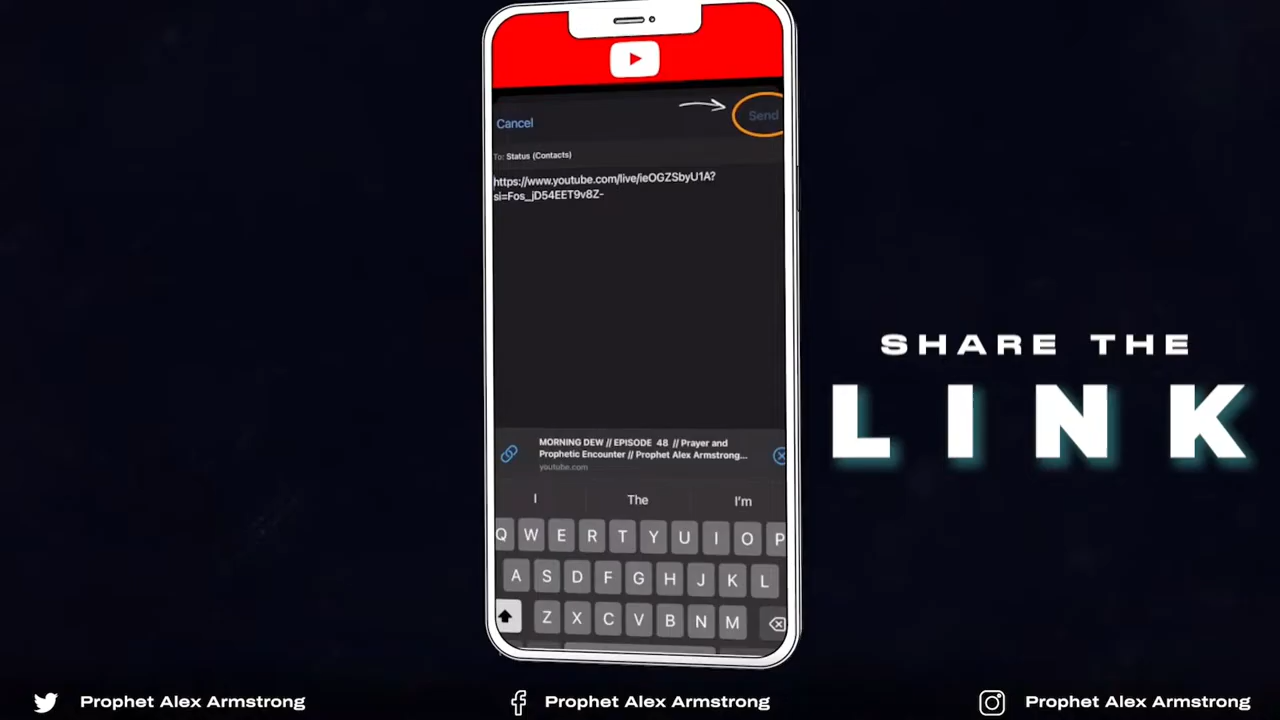 Cancel
Send
To: Status (Contacts)
https://www.youtube.com/live/ieOGZSbyU1A?
si=Fos_jD54EET9v8Z-
SHARE THE
LINK
MORNING DEW // EPISODE 48 // Prayer and
Prophetic Encounter // Prophet Alex Armstrong...
youtube.com
I The I'm
Q W E R T Y U I O P
A S D F G H J K L
Z X C V B N M
Prophet Alex Armstrong Prophet Alex Armstrong Prophet Alex Armstrong